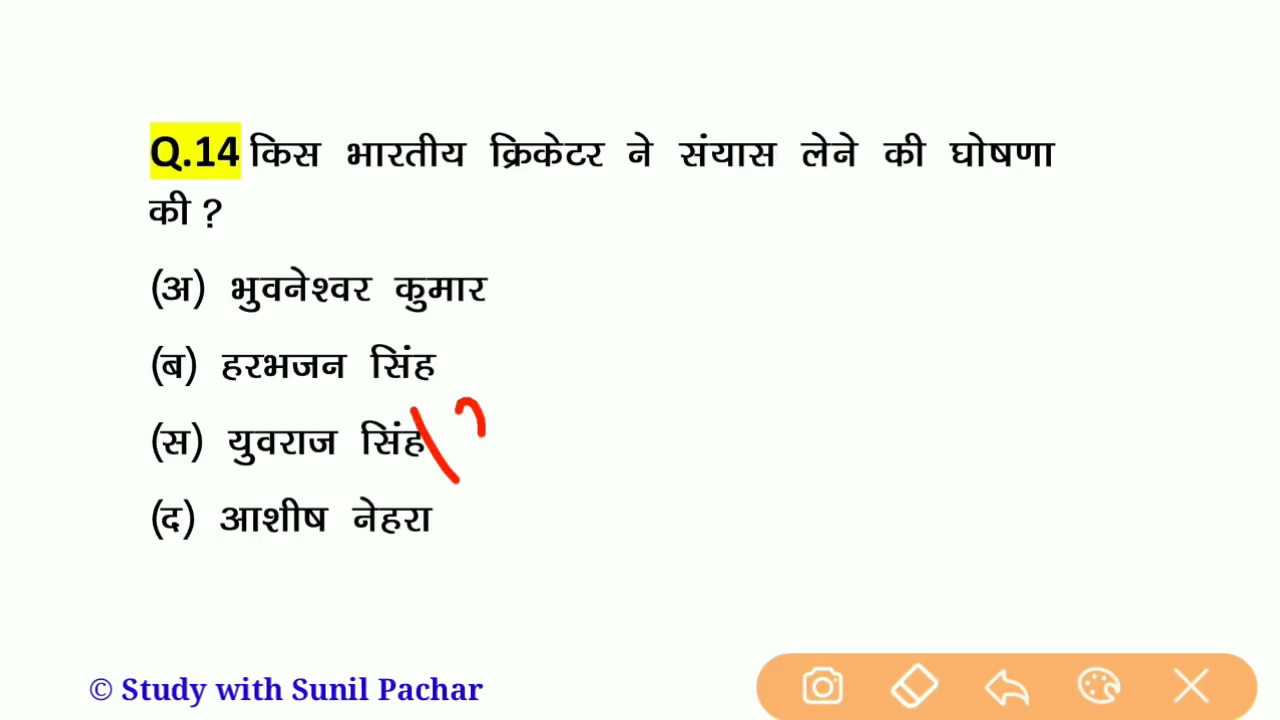 Q.14 किस भारतीय क्रिकेटर ने संयास लेने की घोषणा
की ?
(अ) भुवनेश्वर कुमार
(ब) हरभजन सिंह
(स) युवराज सिंह
(द) आशीष नेहरा
© Study with Sunil Pachar